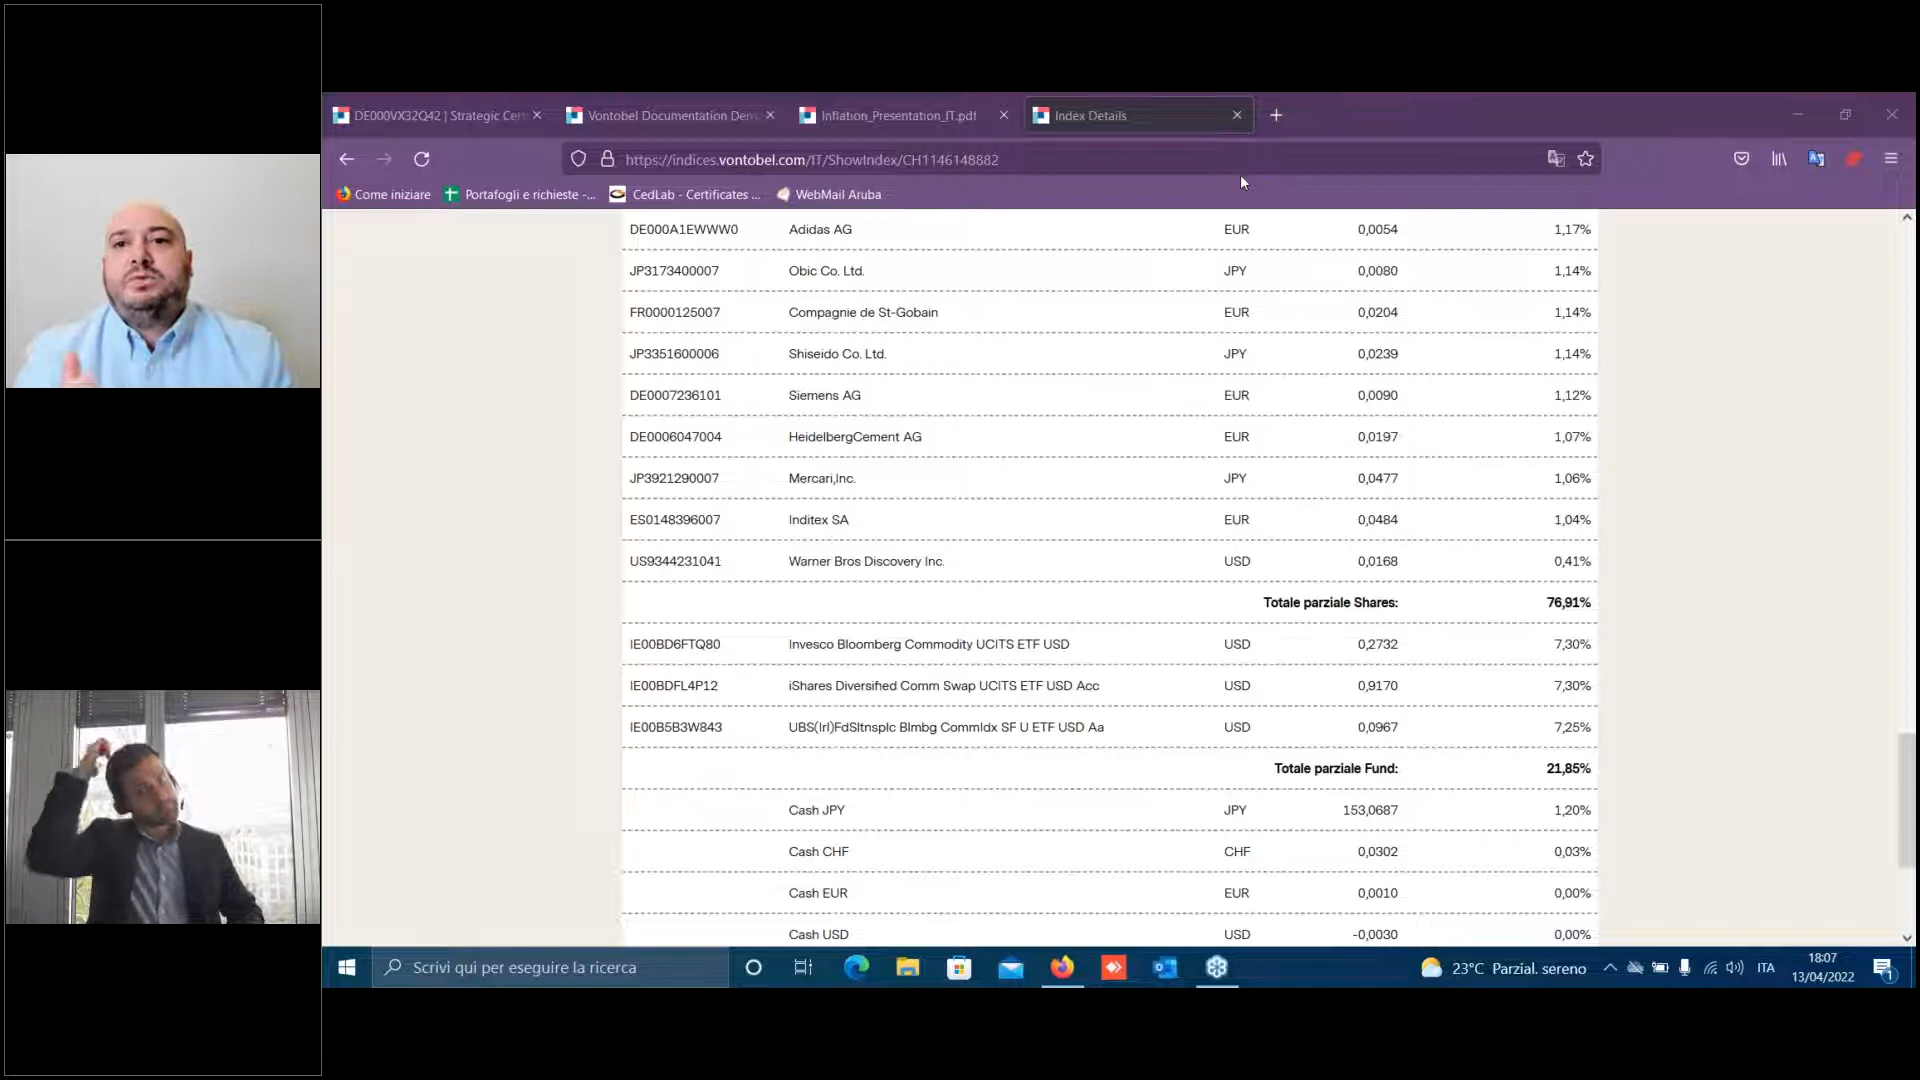 DE000VX32Q42 | Strategic Cert
Vontobel Documentation Deri
Inflation_Presentation_IT.pdf
Index Details
https://indices.vontobel.com/IT/ShowIndex/CH1146148882
Come iniziare
Portafogli e richieste -...
CedLab - Certificates ...
WebMail Aruba
DE000A1EWWW0 Adidas AG EUR 0,0054 1,17%
JP3173400007 Obic Co. Ltd. JPY 0,0080 1,14%
FR0000125007 Compagnie de St-Gobain EUR 0,0204 1,14%
JP3351600006 Shiseido Co. Ltd. JPY 0,0239 1,14%
DE0007236101 Siemens AG EUR 0,0090 1,12%
DE0006047004 HeidelbergCement AG EUR 0,0197 1,07%
JP3921290007 Mercari,Inc. JPY 0,0477 1,06%
ES0148396007 Inditex SA EUR 0,0484 1,04%
US9344231041 Warner Bros Discovery Inc. USD 0,0168 0,41%
Totale parziale Shares: 76,91%
IE00BD6FTQ80 Invesco Bloomberg Commodity UCITS ETF USD USD 0,2732 7,30%
IE00BDFL4P12 iShares Diversified Comm Swap UCITS ETF USD Acc USD 0,9170 7,30%
IE00B5B3W843 UBS(Irl)FdSltnsplc Blmbg CommIdx SF U ETF USD Aa USD 0,0967 7,25%
Totale parziale Fund: 21,85%
Cash JPY JPY 153,0687 1,20%
Cash CHF CHF 0,0302 0,03%
Cash EUR EUR 0,0010 0,00%
Cash USD USD -0,0030 0,00%
Scrivi qui per eseguire la ricerca
23°C Parzial. sereno
ITA
18:07
13/04/2022
1